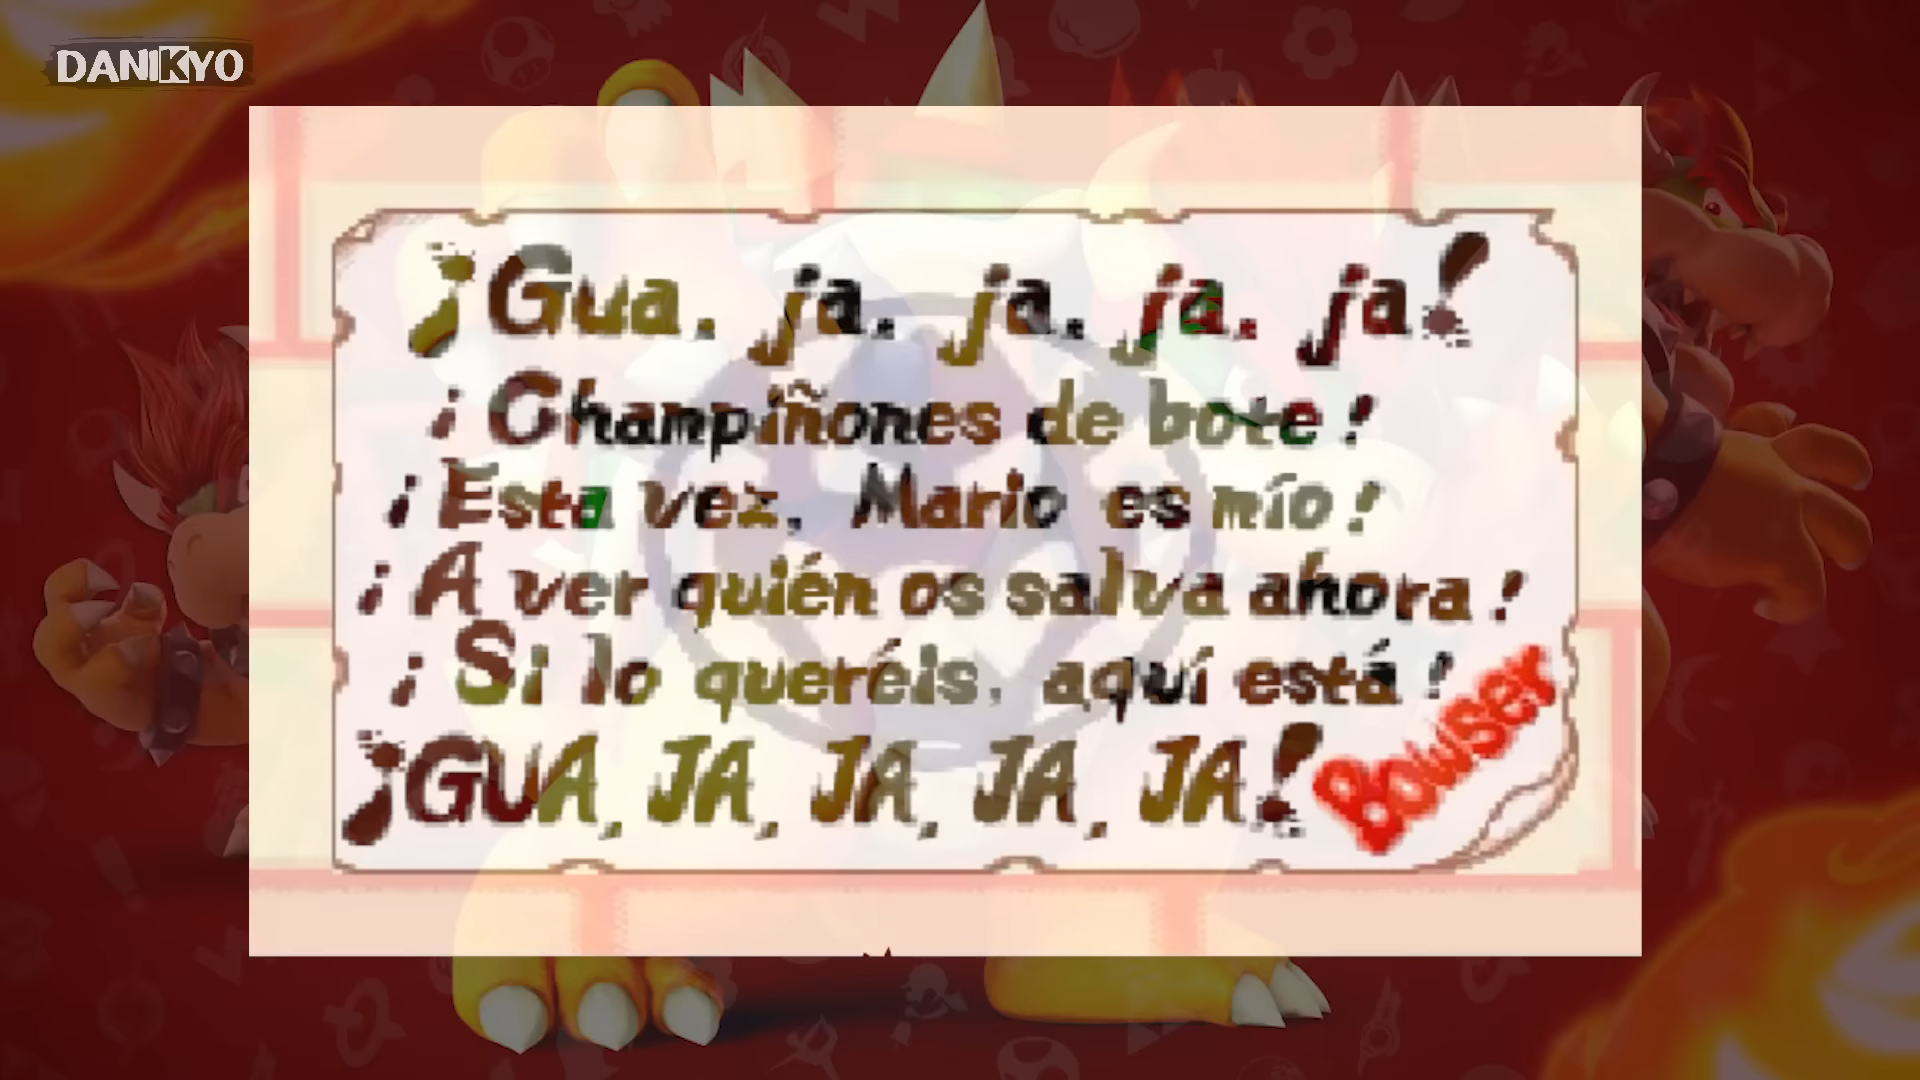 DANIKYO
¡Gua, ja, ja, ja, ja!
¡Champiñones de bote!
¡Esta vez, Mario es mío!
¡A ver quién os salva ahora!
¡Si lo queréis, aquí está!
¡GUA, JA, JA, JA, JA!
Bowser